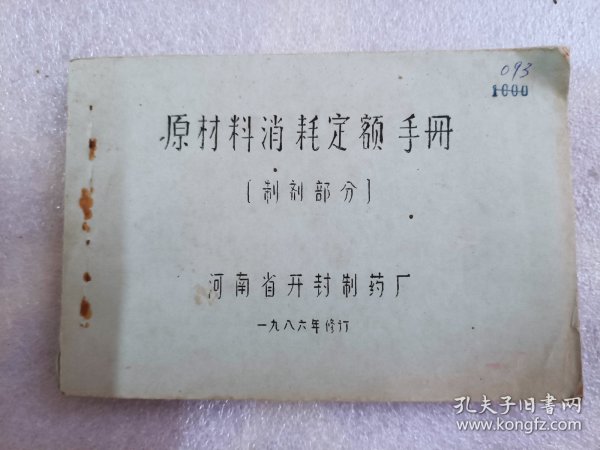 093
1000
原材料消耗定额手册
[制剂部分]
河南省开封制药厂
一九八六年修订
孔夫子旧书网
www.kongfz.com